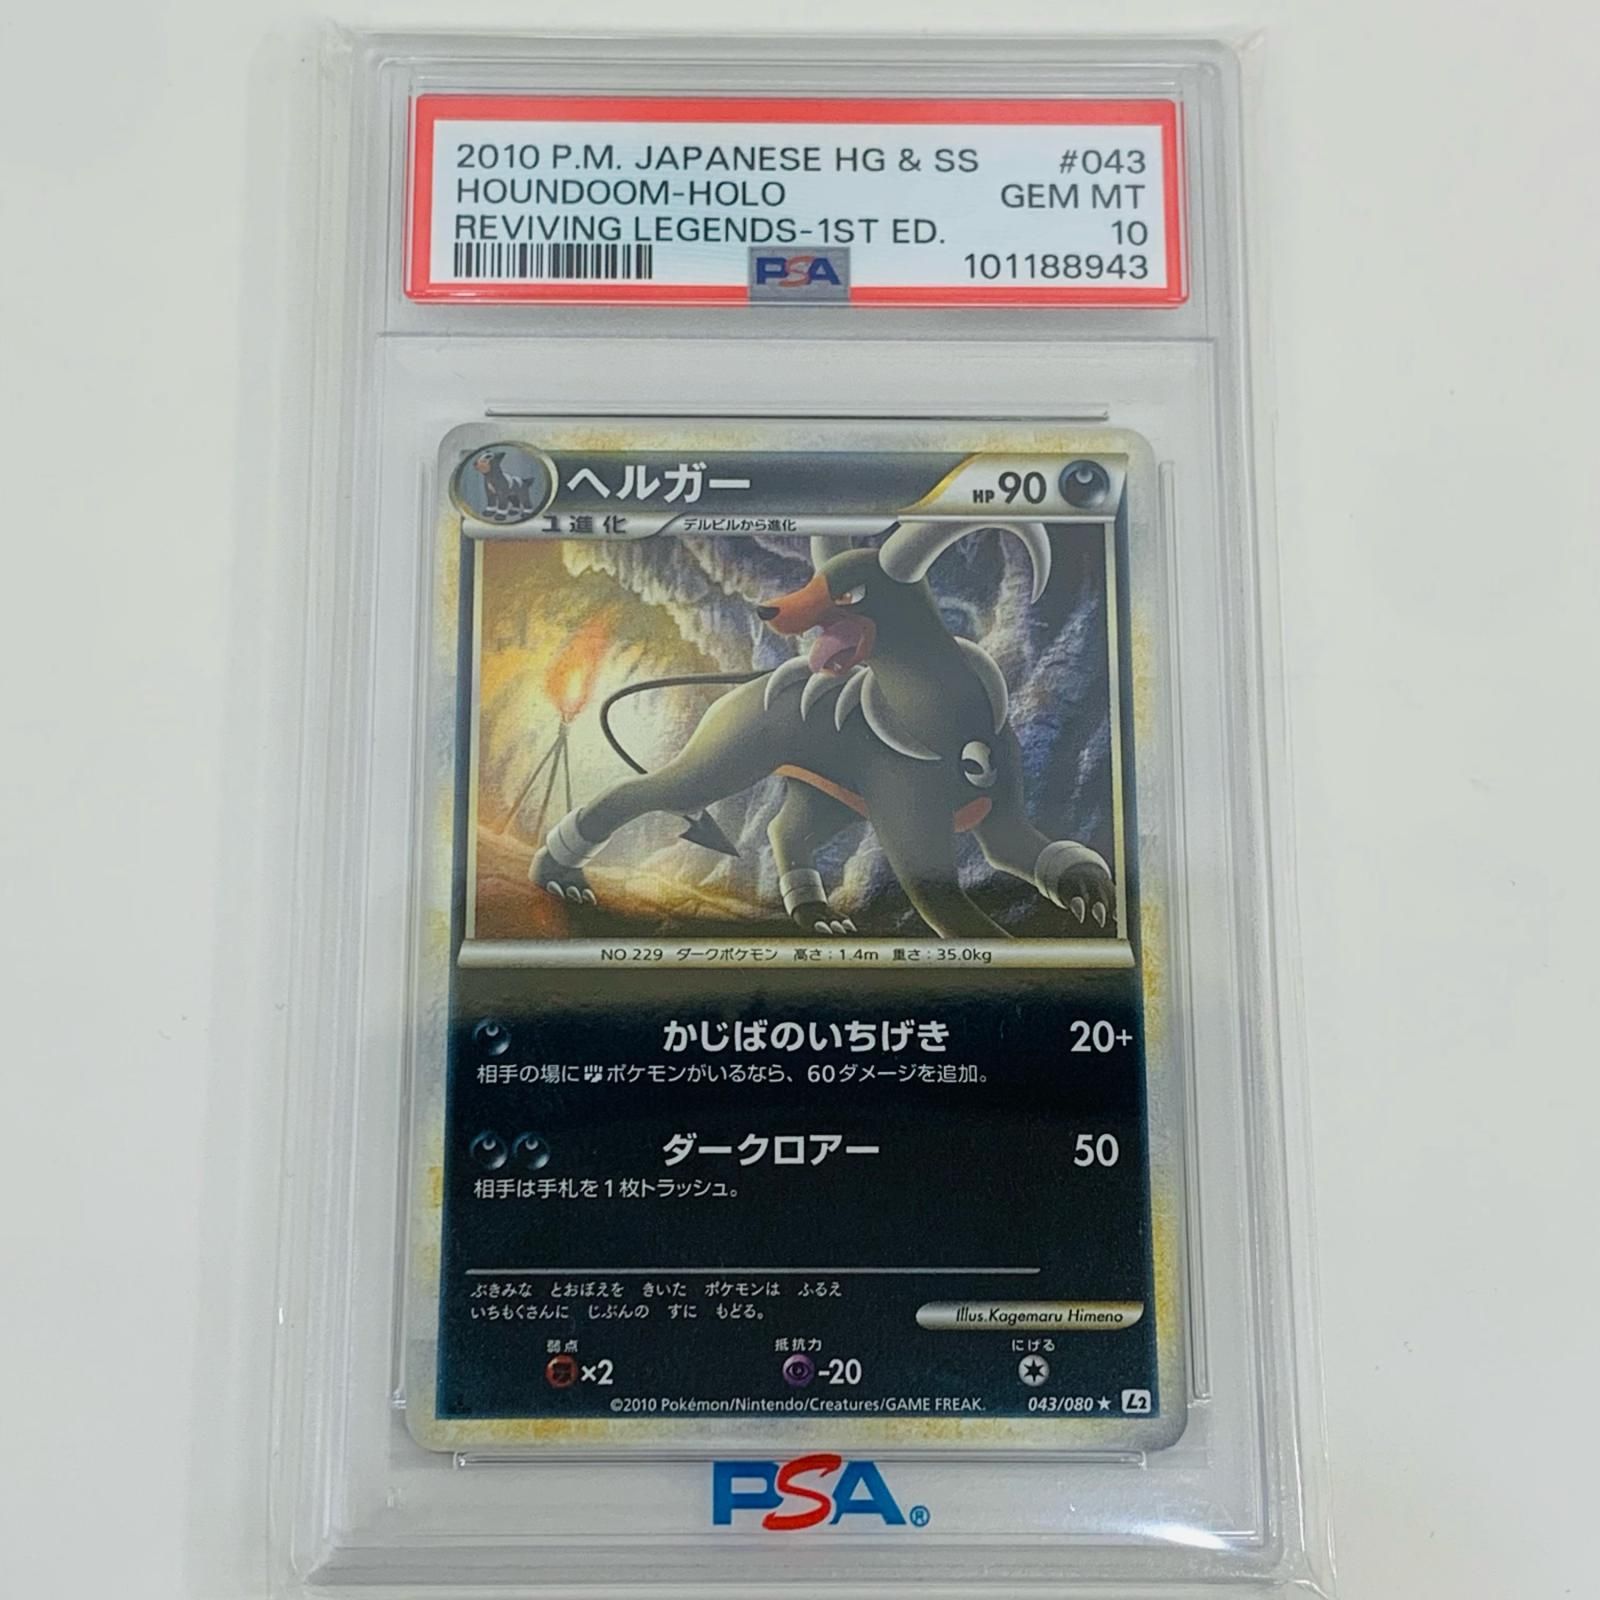 2010 P.M. JAPANESE HG & SS #043
HOUNDOOM-HOLO GEM MT
REVIVING LEGENDS-1ST ED. 10
PSA 101188943
ヘルガー HP90
1進化 デルビルから進化
NO.229 ダークポケモン 高さ：1.4m 重さ：35.0kg
かじばのいちげき 20+
相手の場にポケモンがいるなら、60ダメージを追加。
ダークロアー 50
相手は手札を1枚トラッシュ。
ぶきみな とおぼえを きいた ポケモンは ふるえ
いちもくさんに じぶんの すに もどる。
Illus.Kagemaru Himeno
弱点 抵抗力 にげる
×2 -20
©2010 Pokémon/Nintendo/Creatures/GAME FREAK. 043/080 ★ L2
PSA®